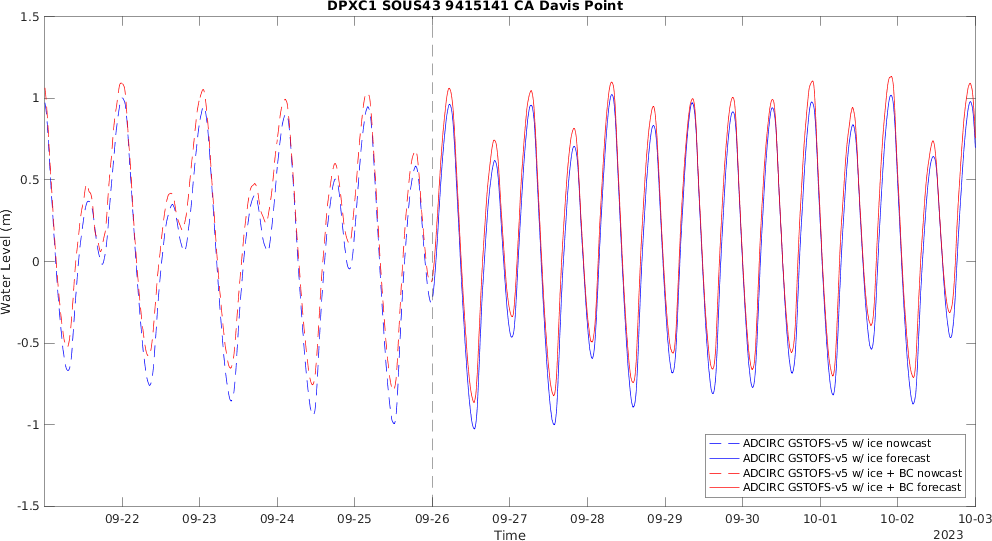 DPXC1 SOUS43 9415141 CA Davis Point
1.5
1
0.5
0
-0.5
-1
-1.5
Water Level (m)
ADCIRC GSTOFS-v5 w/ ice nowcast
ADCIRC GSTOFS-v5 w/ ice forecast
ADCIRC GSTOFS-v5 w/ ice + BC nowcast
ADCIRC GSTOFS-v5 w/ ice + BC forecast
09-22 09-23 09-24 09-25 09-26 09-27 09-28 09-29 09-30 10-01 10-02 10-03
Time
2023